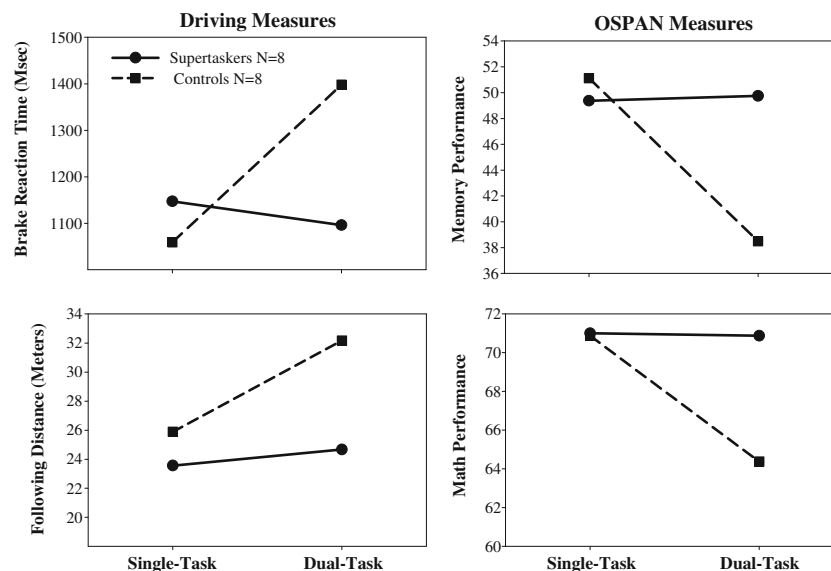 Driving Measures
Brake Reaction Time (Msec)
1500
1400
1300
1200
1100
Supertaskers N=8
Controls N=8
OSPAN Measures
Memory Performance
54
52
50
48
46
44
42
40
38
36
Following Distance (Meters)
34
32
30
28
26
24
22
20
Single-Task
Dual-Task
Math Performance
72
70
68
66
64
62
60
Single-Task
Dual-Task